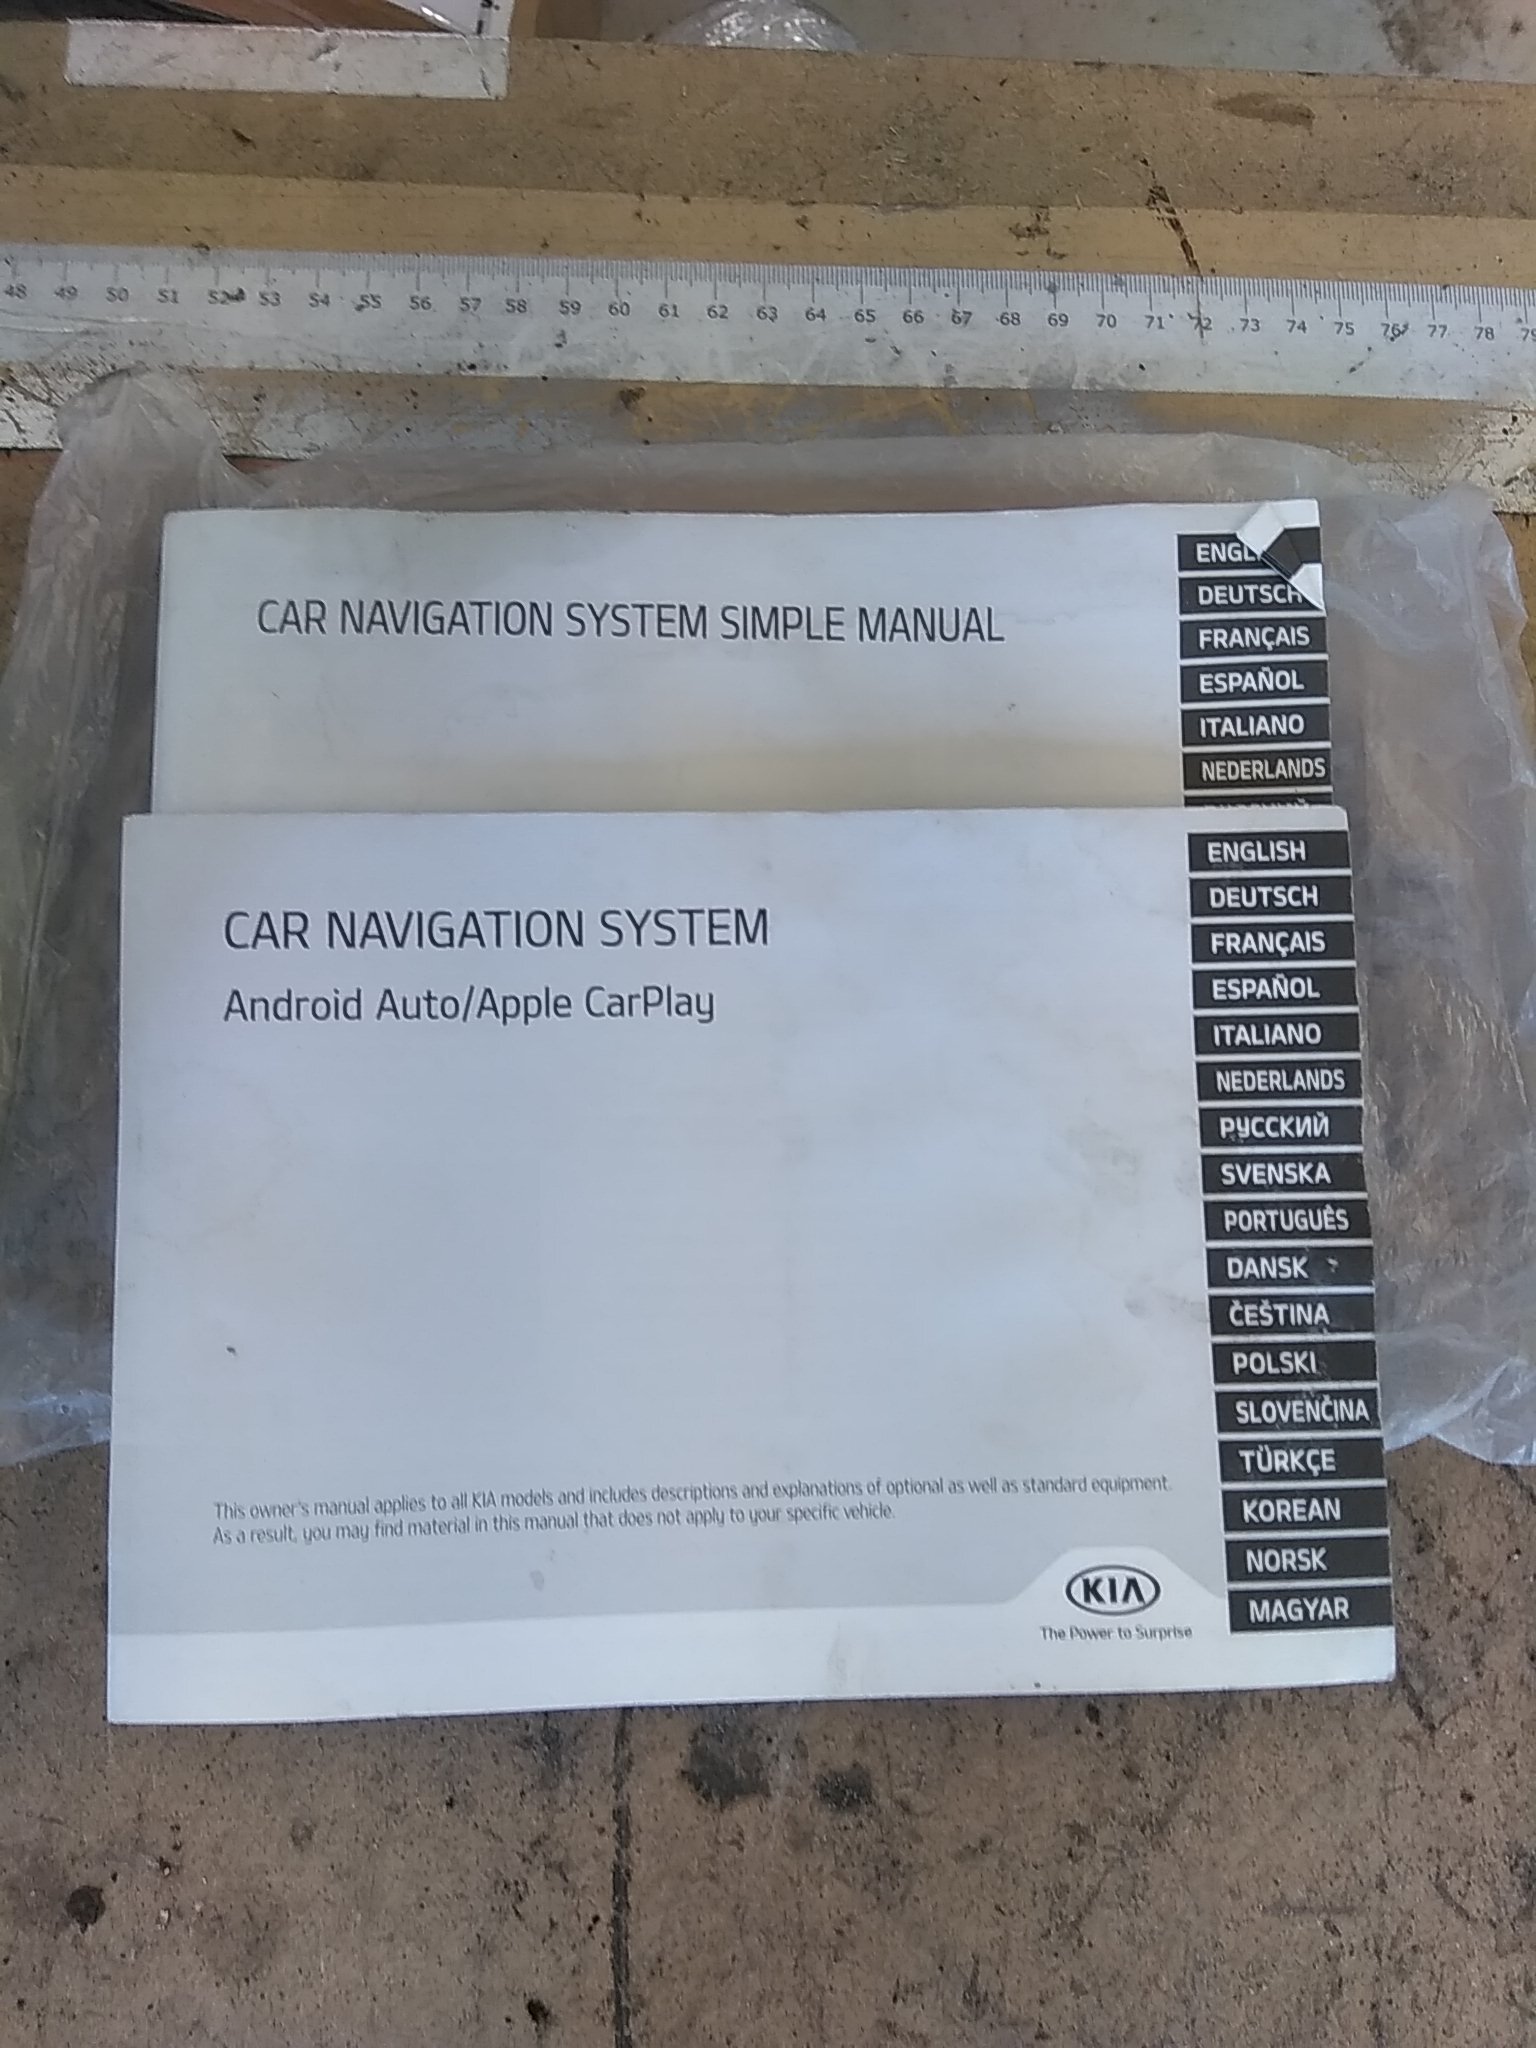 48 49 50 51 52 53 54 55 56 57 58 59 60 61 62 63 64 65 66 67 68 69 70 71 72 73 74 75 76 77 78 79
CAR NAVIGATION SYSTEM SIMPLE MANUAL
ENGL
DEUTSCH
FRANÇAIS
ESPAÑOL
ITALIANO
NEDERLANDS
CAR NAVIGATION SYSTEM
Android Auto/Apple CarPlay
ENGLISH
DEUTSCH
FRANÇAIS
ESPAÑOL
ITALIANO
NEDERLANDS
РУССКИЙ
SVENSKA
PORTUGUÊS
DANSK
ČEŠTINA
POLSKI
SLOVENČINA
TÜRKÇE
KOREAN
NORSK
MAGYAR
This owner's manual applies to all KIA models and includes descriptions and explanations of optional as well as standard equipment.
As a result, you may find material in this manual that does not apply to your specific vehicle.
KIA
The Power to Surprise